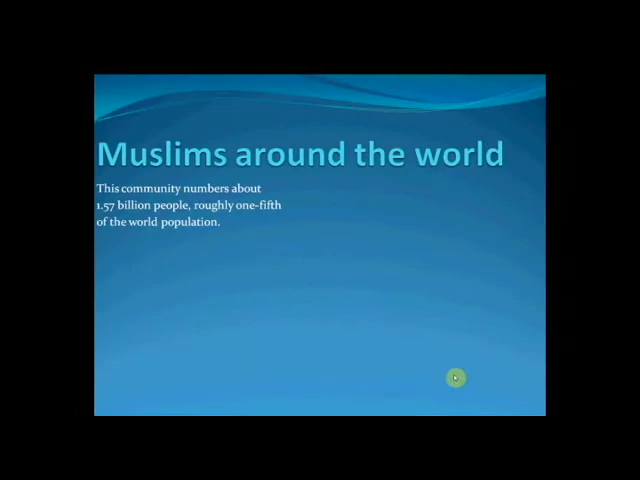 Muslims around the world
This community numbers about
1.57 billion people, roughly one-fifth
of the world population.